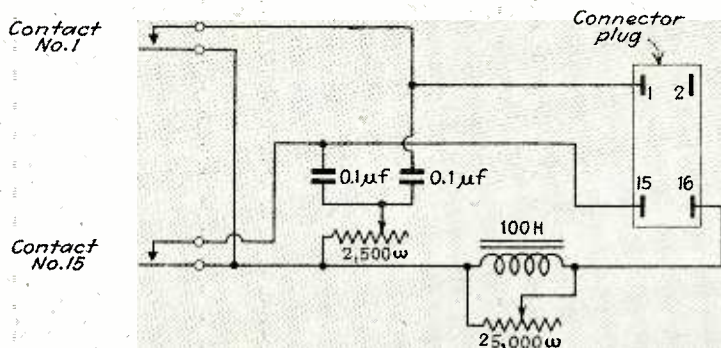 Connector
plug
Contact
No.1
1 2
0.1μf 0.1μf
15 16
100H
Contact
No.15
2,500ω
25,000ω